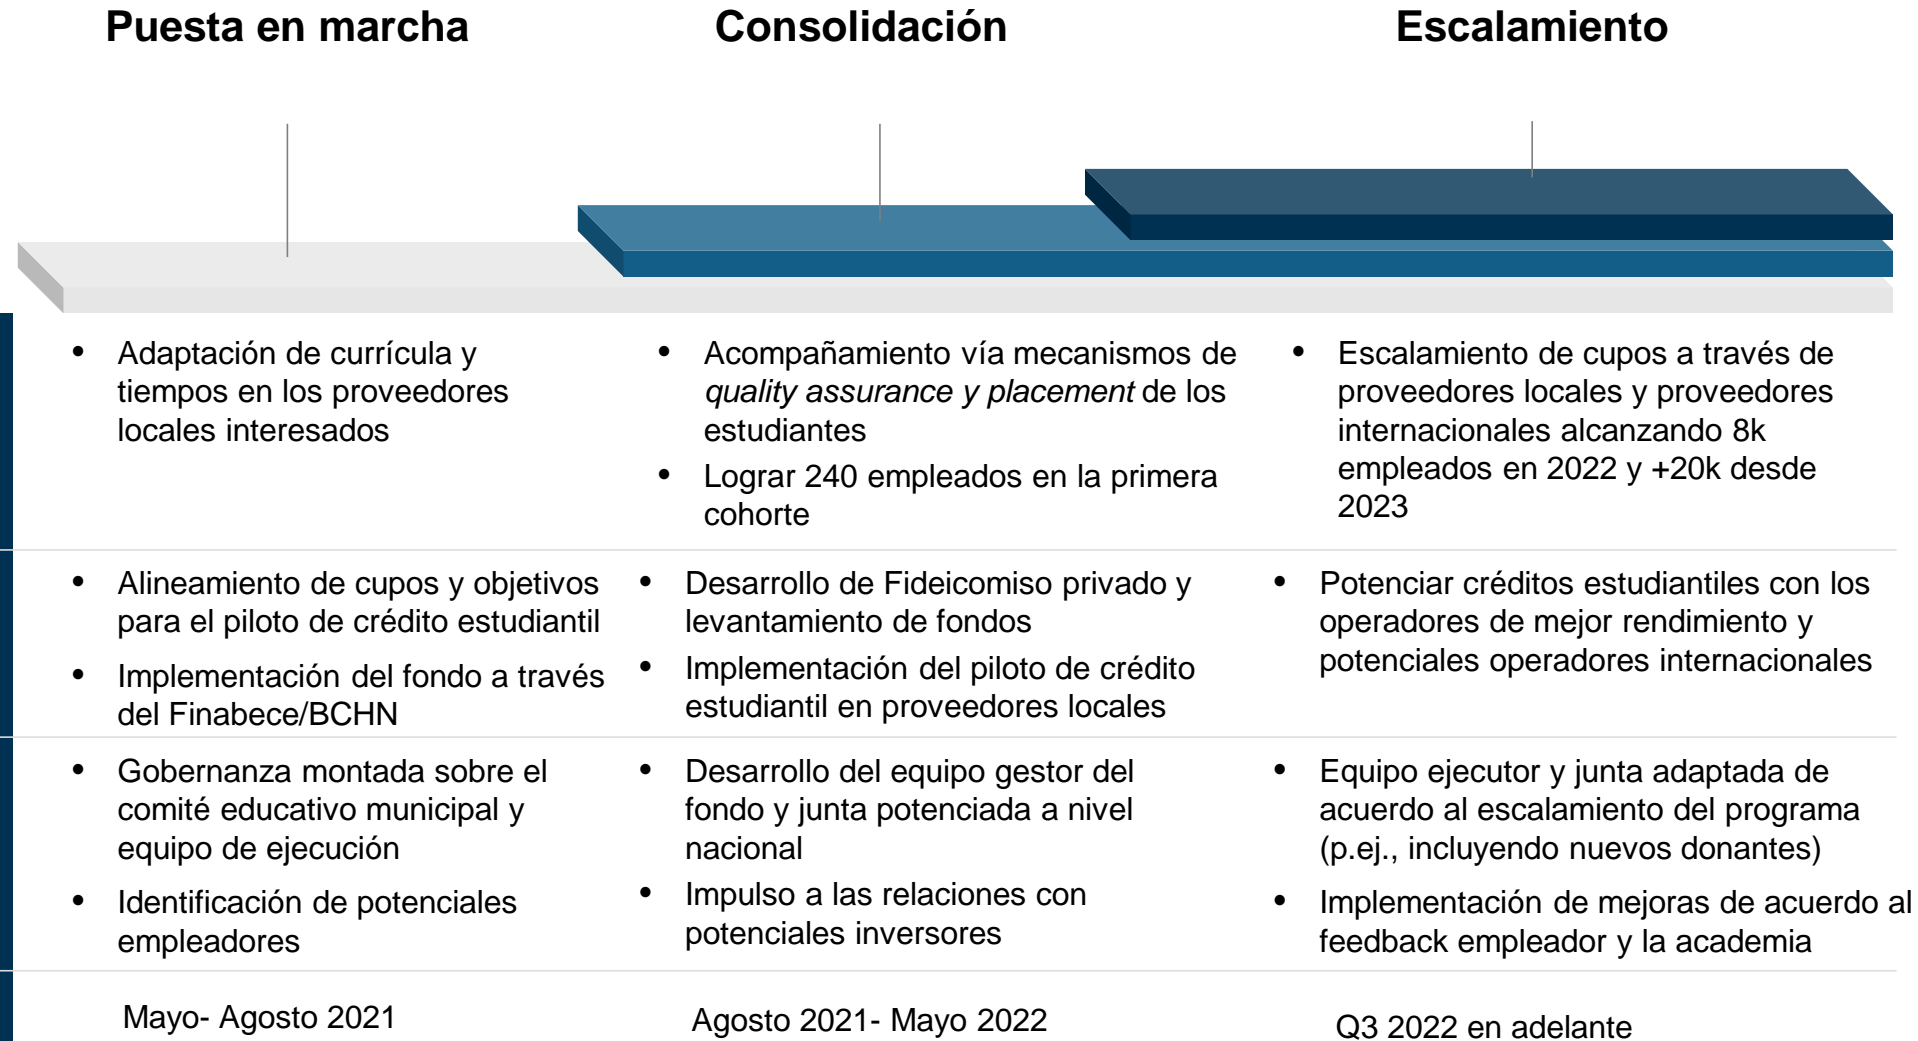 Puesta en marcha
Consolidación
Escalamiento
• Adaptación de currícula y
tiempos en los proveedores
locales interesados
• Acompañamiento vía mecanismos de
quality assurance y placement de los
estudiantes
• Lograr 240 empleados en la primera
cohorte
• Escalamiento de cupos a través de
proveedores locales y proveedores
internacionales alcanzando 8k
empleados en 2022 y +20k desde
2023
• Alineamiento de cupos y objetivos
para el piloto de crédito estudiantil
• Implementación del fondo a través
del Finabece/BCHN
• Desarrollo de Fideicomiso privado y
levantamiento de fondos
• Implementación del piloto de crédito
estudiantil en proveedores locales
• Potenciar créditos estudiantiles con los
operadores de mejor rendimiento y
potenciales operadores internacionales
• Gobernanza montada sobre el
comité educativo municipal y
equipo de ejecución
• Identificación de potenciales
empleadores
• Desarrollo del equipo gestor del
fondo y junta potenciada a nivel
nacional
• Impulso a las relaciones con
potenciales inversores
• Equipo ejecutor y junta adaptada de
acuerdo al escalamiento del programa
(p.ej., incluyendo nuevos donantes)
• Implementación de mejoras de acuerdo al
feedback empleador y la academia
Mayo- Agosto 2021
Agosto 2021- Mayo 2022
Q3 2022 en adelante